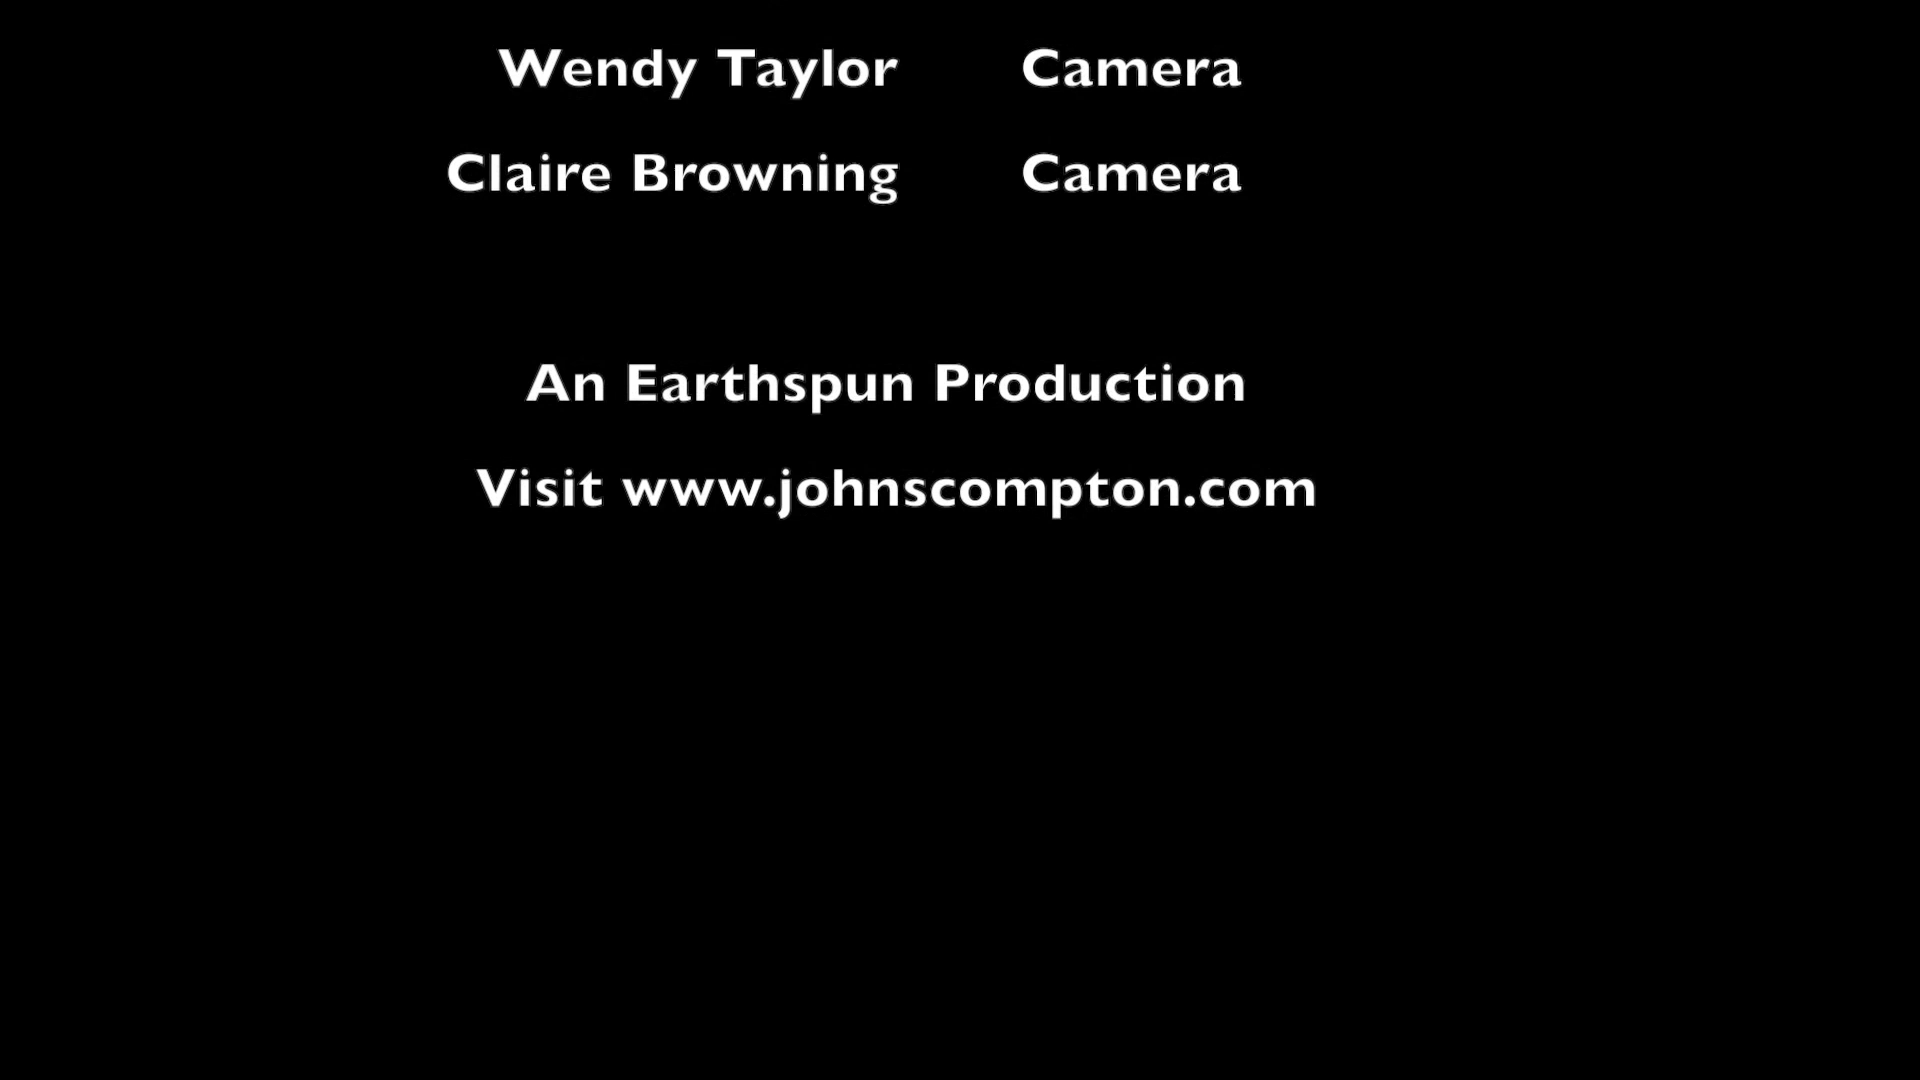 Wendy Taylor Camera
Claire Browning Camera
An Earthspun Production
Visit www.johnscompton.com